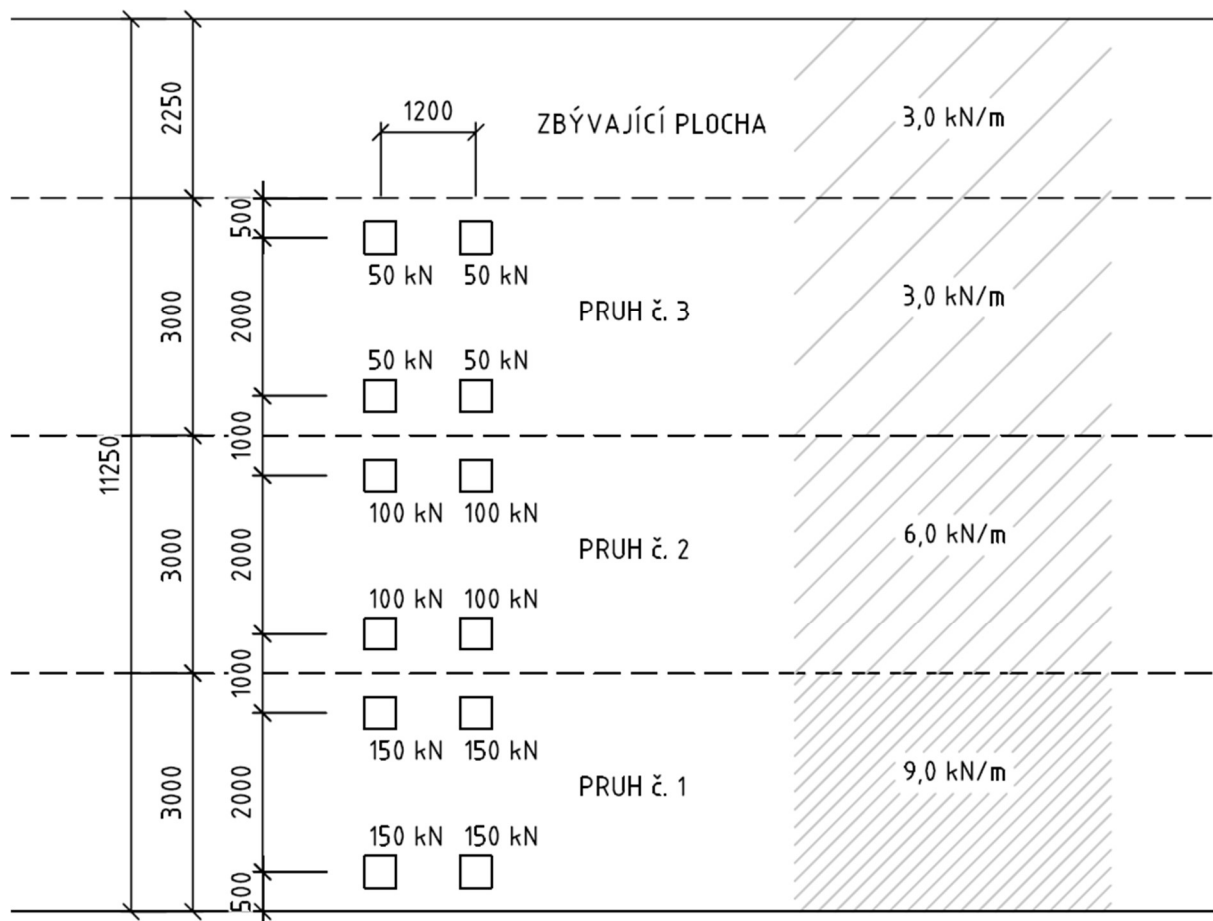 2250
1200
ZBÝVAJÍCÍ PLOCHA
3,0 kN/m
500
50 kN 50 kN
3000
2000
PRUH č. 3
3,0 kN/m
50 kN 50 kN
1000
11250
100 kN 100 kN
3000
2000
PRUH č. 2
6,0 kN/m
100 kN 100 kN
1000
150 kN 150 kN
3000
2000
PRUH č. 1
9,0 kN/m
150 kN 150 kN
500